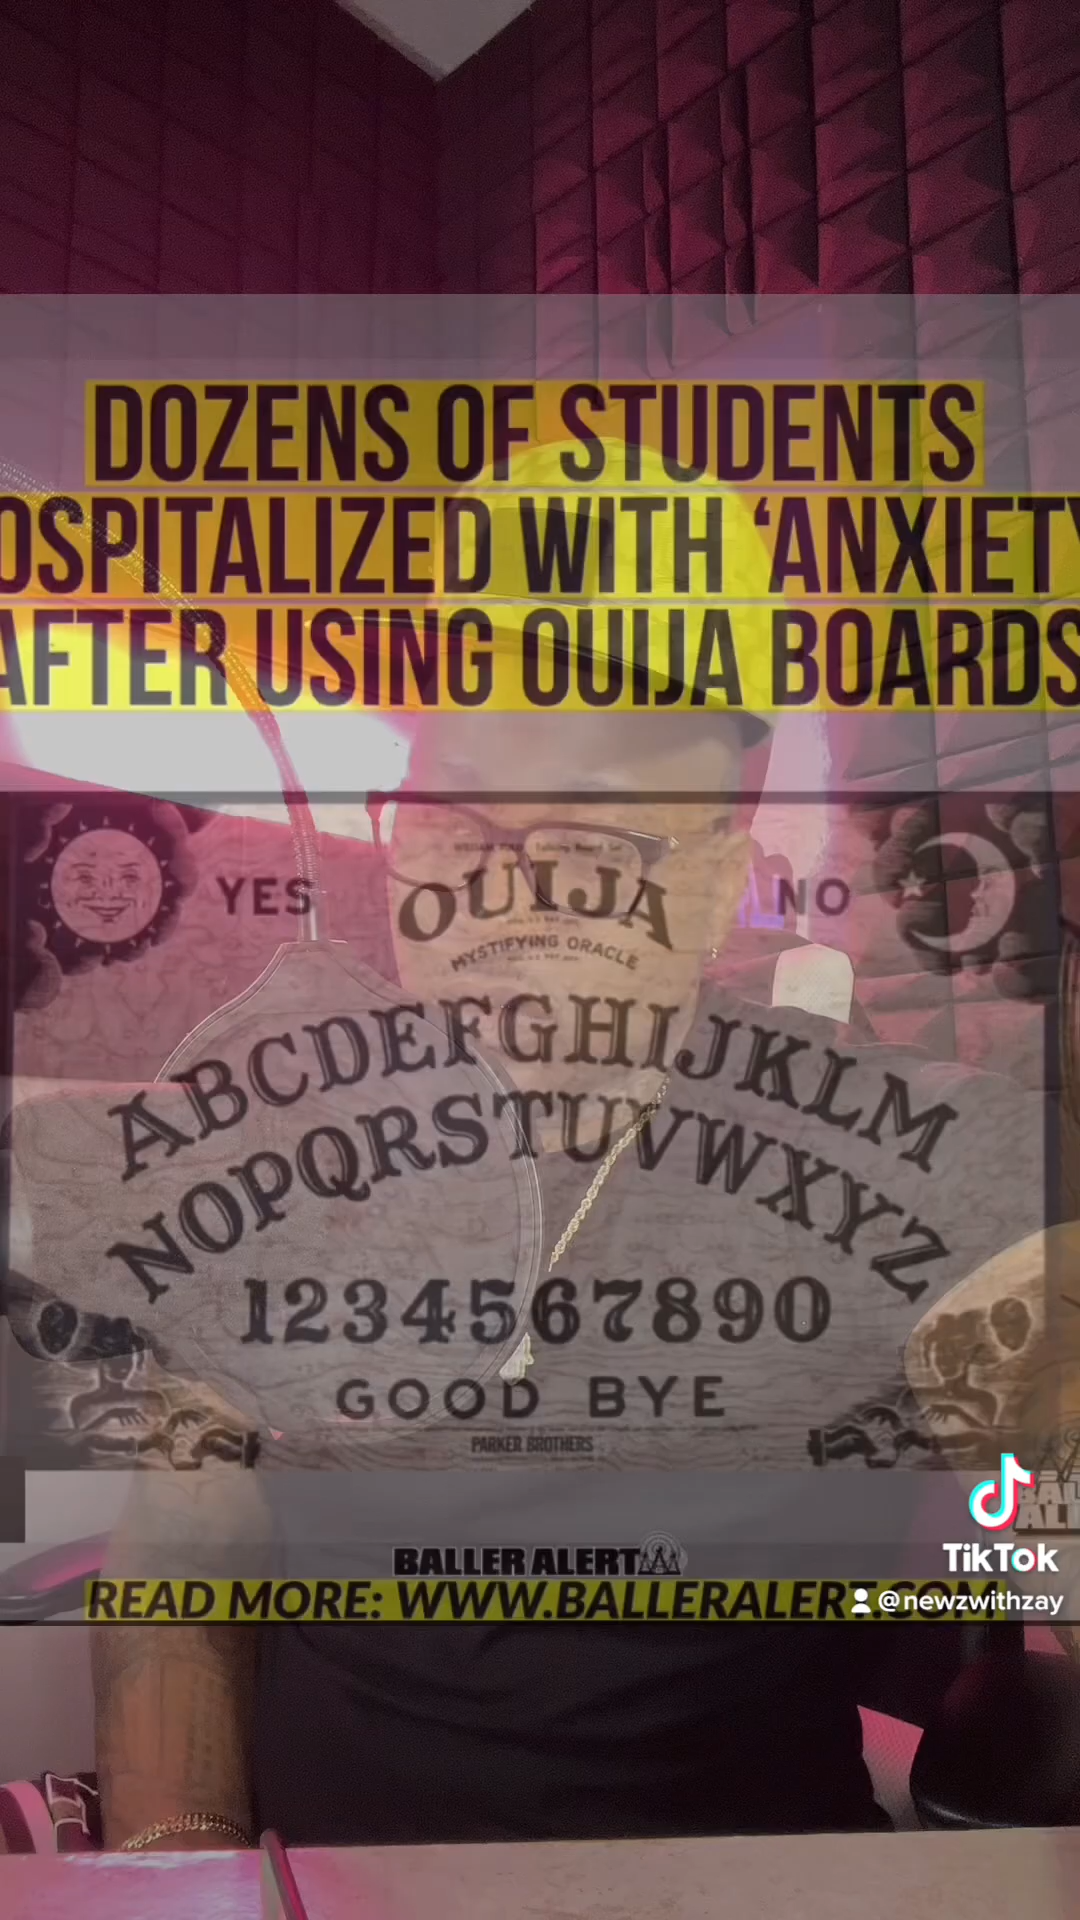 DOZENS OF STUDENTS
OSPITALIZED WITH ‘ANXIETY
AFTER USING OUIJA BOARDS
YES
OUIJA
NO
MYSTIFYING ORACLE
ABCDEFGHIJKLM
NOPQRSTUVWXYZ
1234567890
GOOD BYE
PARKER BROTHERS
BALLER ALERT
READ MORE: WWW.BALLERALERT.COM
TikTok
@newzwithzay